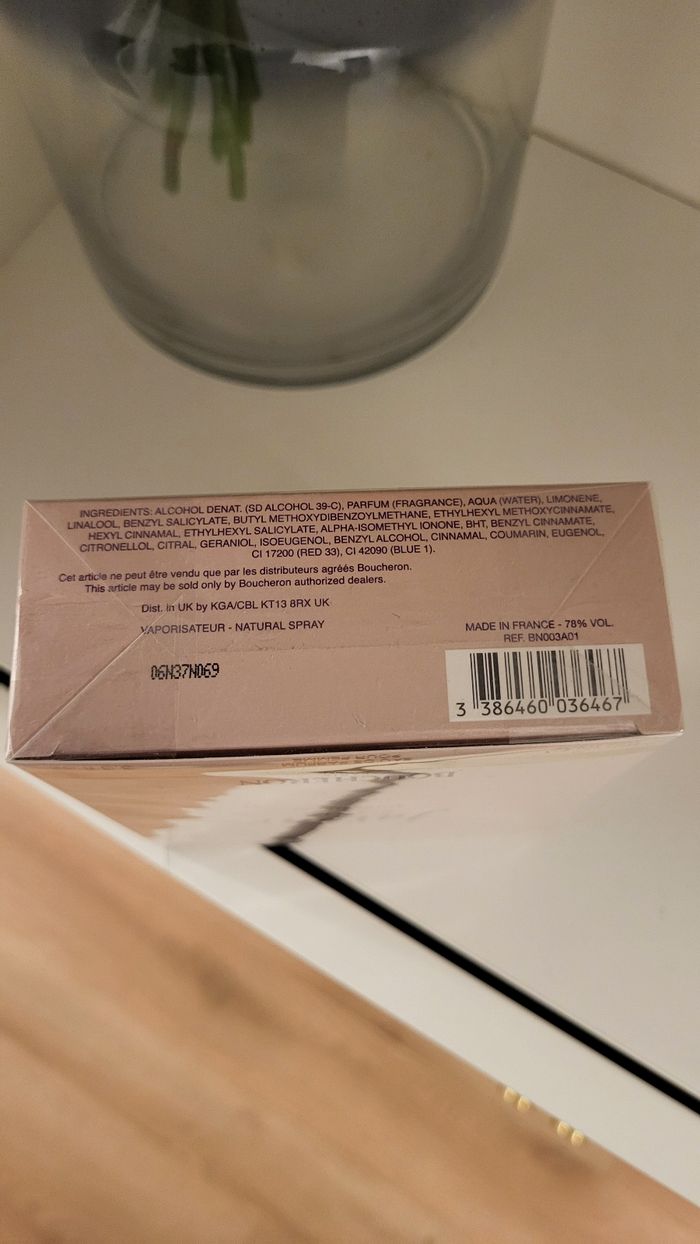 INGREDIENTS: ALCOHOL DENAT. (SD ALCOHOL 39-C), PARFUM (FRAGRANCE), AQUA (WATER), LIMONENE,
LINALOOL, BENZYL SALICYLATE, BUTYL METHOXYDIBENZOYLMETHANE, ETHYLHEXYL METHOXYCINNAMATE,
HEXYL CINNAMAL, ETHYLHEXYL SALICYLATE, ALPHA-ISOMETHYL IONONE, BHT, BENZYL CINNAMATE,
CITRONELLOL, CITRAL, GERANIOL, ISOEUGENOL, BENZYL ALCOHOL, CINNAMAL, COUMARIN, EUGENOL,
CI 17200 (RED 33), CI 42090 (BLUE 1).
Cet article ne peut être vendu que par les distributeurs agréés Boucheron.
This article may be sold only by Boucheron authorized dealers.
Dist. in UK by KGA/CBL KT13 8RX UK
VAPORISATEUR - NATURAL SPRAY
MADE IN FRANCE - 78% VOL.
REF. BN003A01
06N37N069
3 386460 036467
BOUCHERON